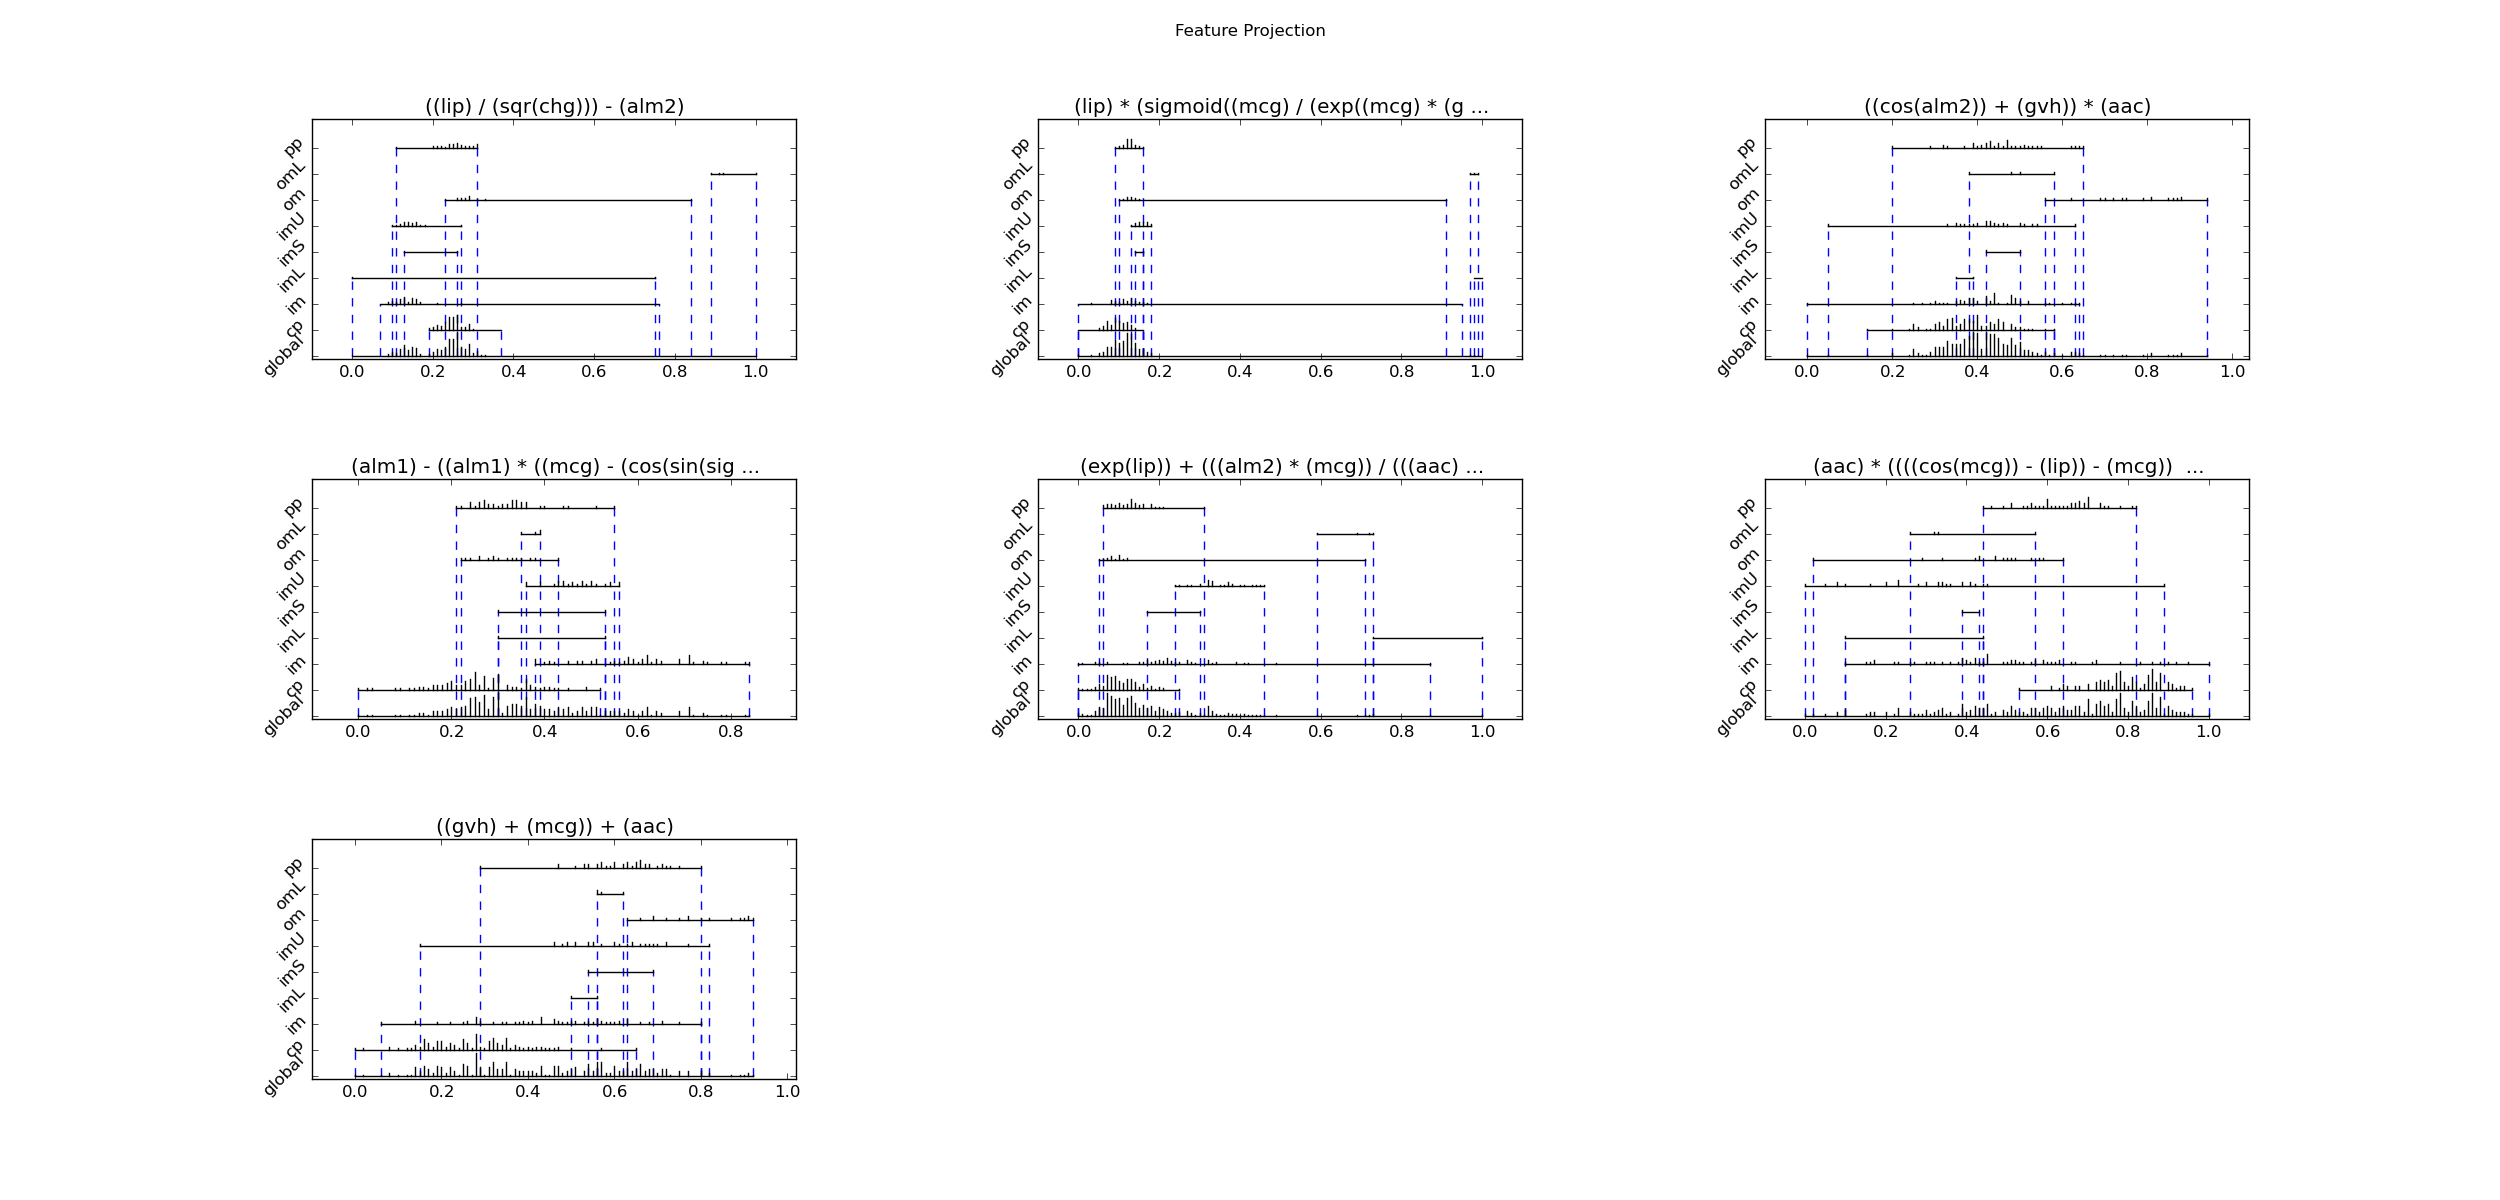 Feature Projection
((lip) / (sqr(chg))) - (alm2)
pp
omL
om
imU
imS
imL
im
cp
global
0.0 0.2 0.4 0.6 0.8 1.0
(lip) * (sigmoid((mcg) / (exp((mcg) * (g ...
pp
omL
om
imU
imS
imL
im
cp
global
0.0 0.2 0.4 0.6 0.8 1.0
((cos(alm2)) + (gvh)) * (aac)
pp
omL
om
imU
imS
imL
im
cp
global
0.0 0.2 0.4 0.6 0.8 1.0
(alm1) - ((alm1) * ((mcg) - (cos(sin(sig ...
pp
omL
om
imU
imS
imL
im
cp
global
0.0 0.2 0.4 0.6 0.8
(exp(lip)) + (((alm2) * (mcg)) / (((aac) ...
pp
omL
om
imU
imS
imL
im
cp
global
0.0 0.2 0.4 0.6 0.8 1.0
(aac) * ((((cos(mcg)) - (lip)) - (mcg)) ...
pp
omL
om
imU
imS
imL
im
cp
global
0.0 0.2 0.4 0.6 0.8 1.0
((gvh) + (mcg)) + (aac)
pp
omL
om
imU
imS
imL
im
cp
global
0.0 0.2 0.4 0.6 0.8 1.0